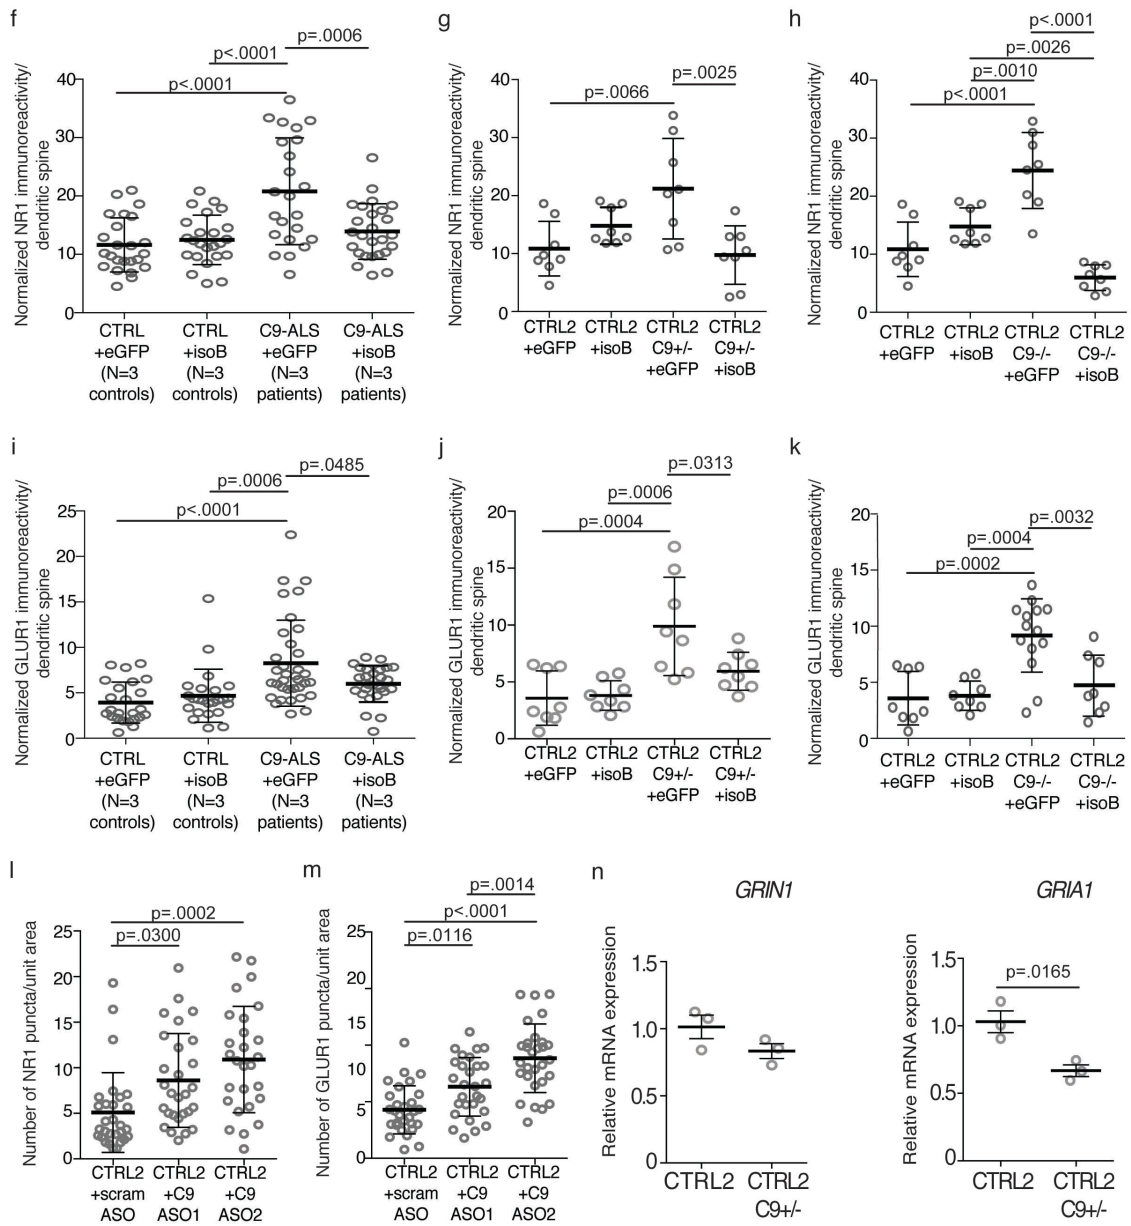 f
Normalized NR1 immunoreactivity/
dendritic spine
p=.0006
p<.0001
p<.0001
40
30
20
10
0
CTRL
+eGFP
(N=3
controls)
CTRL
+isoB
(N=3
controls)
C9-ALS
+eGFP
(N=3
patients)
C9-ALS
+isoB
(N=3
patients)
g
Normalized NR1 immunoreactivity/
dendritic spine
p=.0025
p=.0066
40
30
20
10
0
CTRL2
+eGFP
CTRL2
+isoB
CTRL2
C9+/-
+eGFP
CTRL2
C9+/-
+isoB
h
Normalized NR1 immunoreactivity/
dendritic spine
p<.0001
p=.0026
p=.0010
p<.0001
40
30
20
10
0
CTRL2
+eGFP
CTRL2
+isoB
CTRL2
C9-/-
+eGFP
CTRL2
C9-/-
+isoB
i
Normalized GLUR1 immunoreactivity/
dendritic spine
p=.0485
p=.0006
p<.0001
25
20
15
10
5
0
CTRL
+eGFP
(N=3
controls)
CTRL
+isoB
(N=3
controls)
C9-ALS
+eGFP
(N=3
patients)
C9-ALS
+isoB
(N=3
patients)
j
Normalized GLUR1 immunoreactivity/
dendritic spine
p=.0313
p=.0006
p=.0004
20
15
10
5
0
CTRL2
+eGFP
CTRL2
+isoB
CTRL2
C9+/-
+eGFP
CTRL2
C9+/-
+isoB
k
Normalized GLUR1 immunoreactivity/
dendritic spine
p=.0032
p=.0004
p=.0002
20
15
10
5
0
CTRL2
+eGFP
CTRL2
+isoB
CTRL2
C9-/-
+eGFP
CTRL2
C9-/-
+isoB
l
Number of NR1 puncta/unit area
p=.0002
p=.0300
25
20
15
10
5
0
CTRL2
+scram
ASO
CTRL2
+C9
ASO1
CTRL2
+C9
ASO2
m
Number of GLUR1 puncta/unit area
p=.0014
p<.0001
p=.0116
25
20
15
10
5
0
CTRL2
+scram
ASO
CTRL2
+C9
ASO1
CTRL2
+C9
ASO2
n
GRIN1
Relative mRNA expression
1.5
1.0
0.5
0
CTRL2
CTRL2
C9+/-
GRIA1
Relative mRNA expression
p=.0165
1.5
1.0
0.5
0
CTRL2
CTRL2
C9+/-